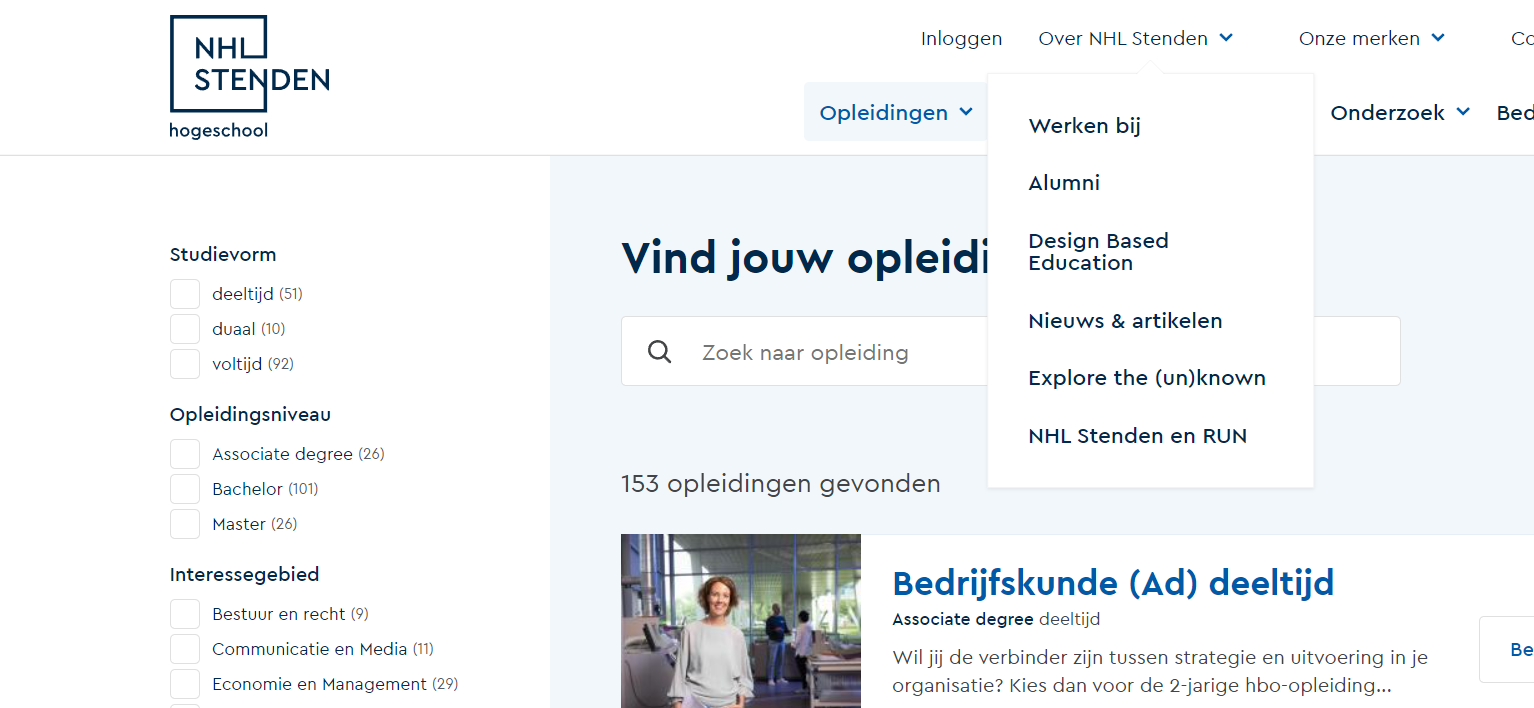 NHL
STENDEN
hogeschool
Inloggen
Over NHL Stenden
Onze merken
Opleidingen
Onderzoek
Werken bij
Alumni
Design Based
Education
Nieuws & artikelen
Explore the (un)known
NHL Stenden en RUN
Studievorm
deeltijd (51)
duaal (10)
voltijd (92)
Opleidingsniveau
Associate degree (26)
Bachelor (101)
Master (26)
Interessegebied
Bestuur en recht (9)
Communicatie en Media (11)
Economie en Management (29)
Vind jouw opleidi
Zoek naar opleiding
153 opleidingen gevonden
Bedrijfskunde (Ad) deeltijd
Associate degree deeltijd
Wil jij de verbinder zijn tussen strategie en uitvoering in je
organisatie? Kies dan voor de 2-jarige hbo-opleiding...